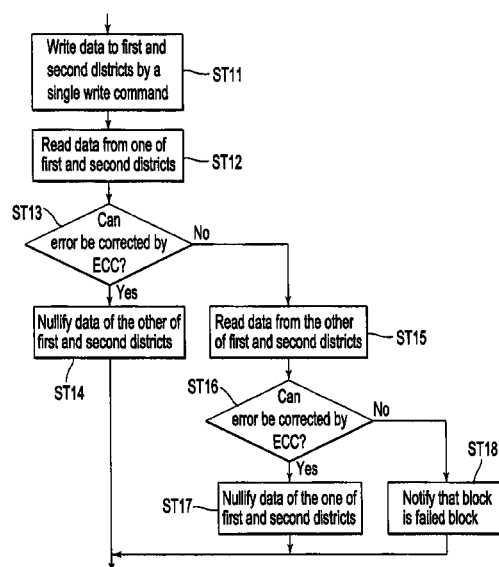 Write data to first and
second districts by a
single write command
ST11
Read data from one of
first and second districts
ST12
ST13
Can
error be corrected by
ECC?
No
Yes
Nullify data of the other of
first and second districts
ST14
Read data from the other
of first and second districts
ST15
ST16
Can
error be corrected by
ECC?
No
Yes
ST18
Nullify data of the one of
first and second districts
ST17
Notify that block
is failed block